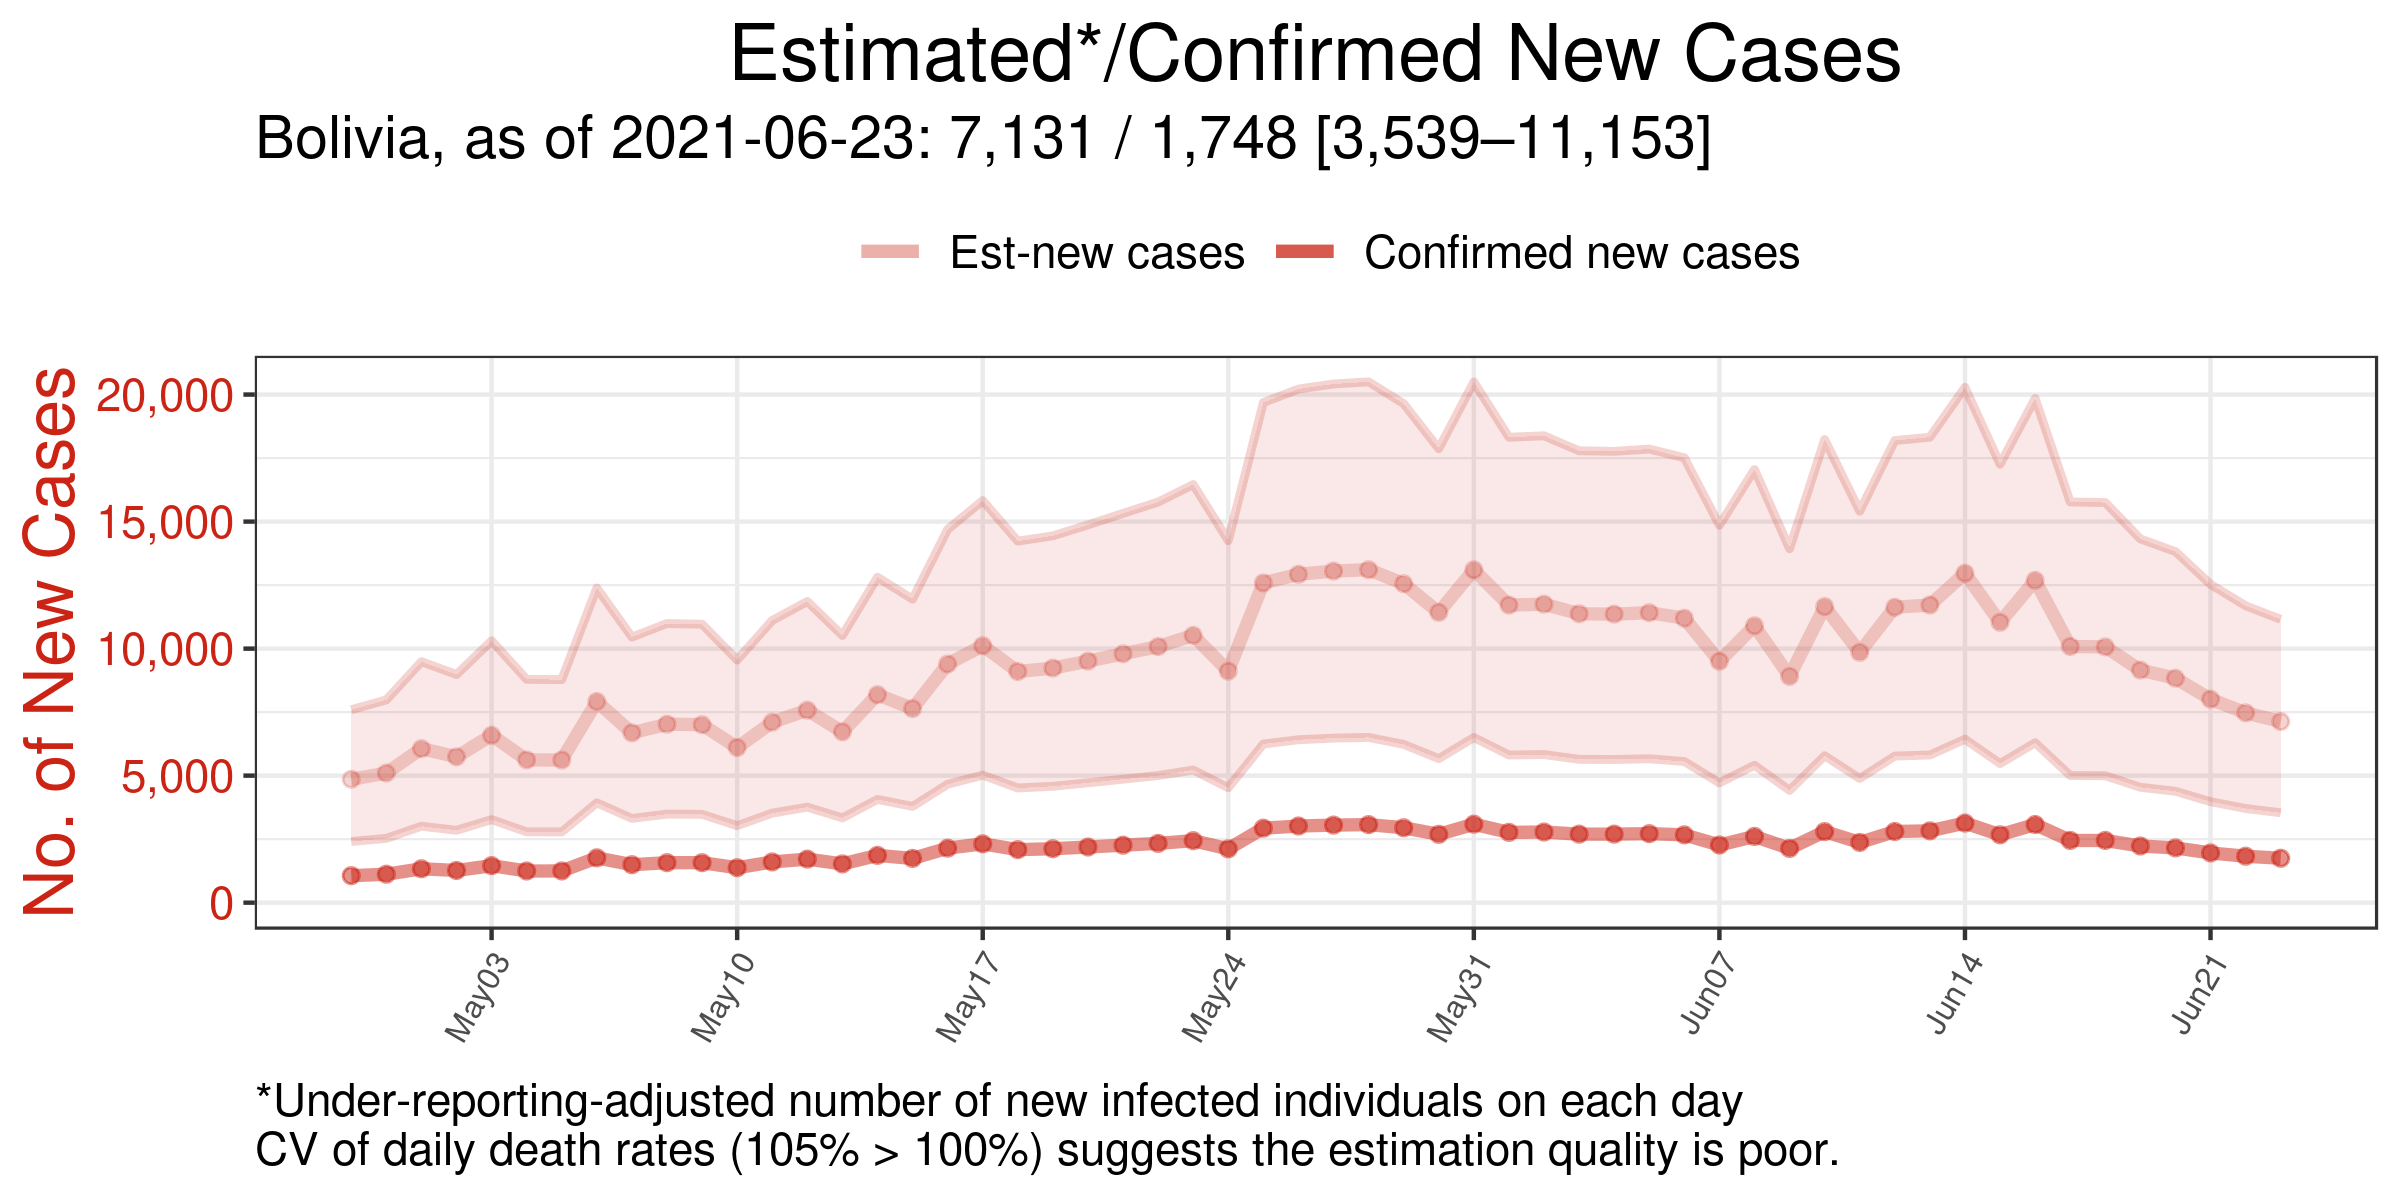 Estimated*/Confirmed New Cases
Bolivia, as of 2021-06-23: 7,131 / 1,748 [3,539–11,153]
Est-new cases Confirmed new cases
No. of New Cases
20,000
15,000
10,000
5,000
0
May03 May10 May17 May24 May31 Jun07 Jun14 Jun21
*Under-reporting-adjusted number of new infected individuals on each day
CV of daily death rates (105% > 100%) suggests the estimation quality is poor.